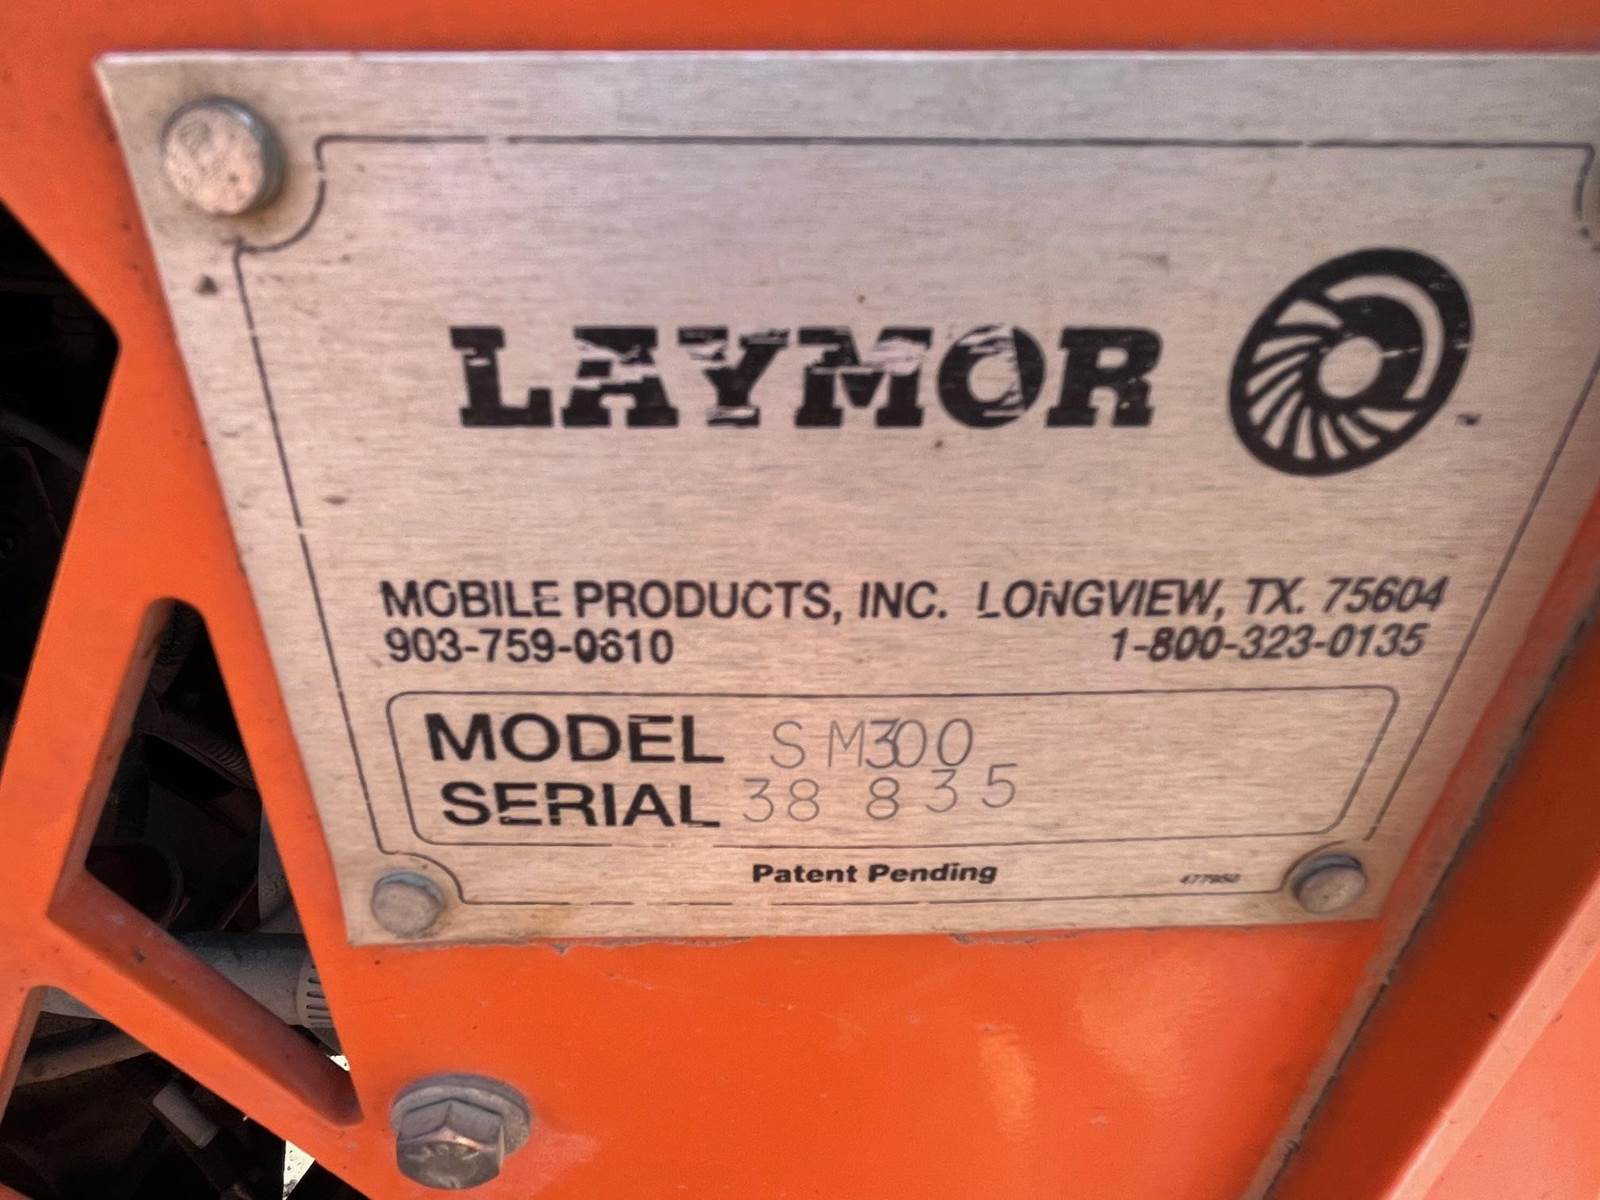 LAYMOR
TM
MOBILE PRODUCTS, INC. LONGVIEW, TX. 75604
903-759-0610 1-800-323-0135
MODEL SM300
SERIAL 38 835
Patent Pending